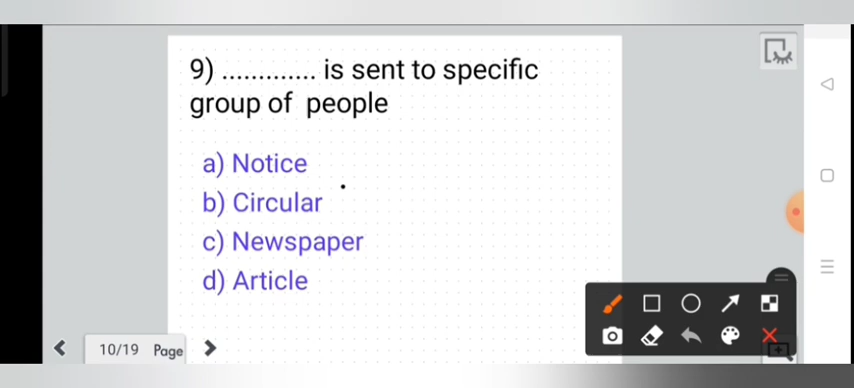 9) ............. is sent to specific
group of people
a) Notice
b) Circular
c) Newspaper
d) Article
10/19 Page